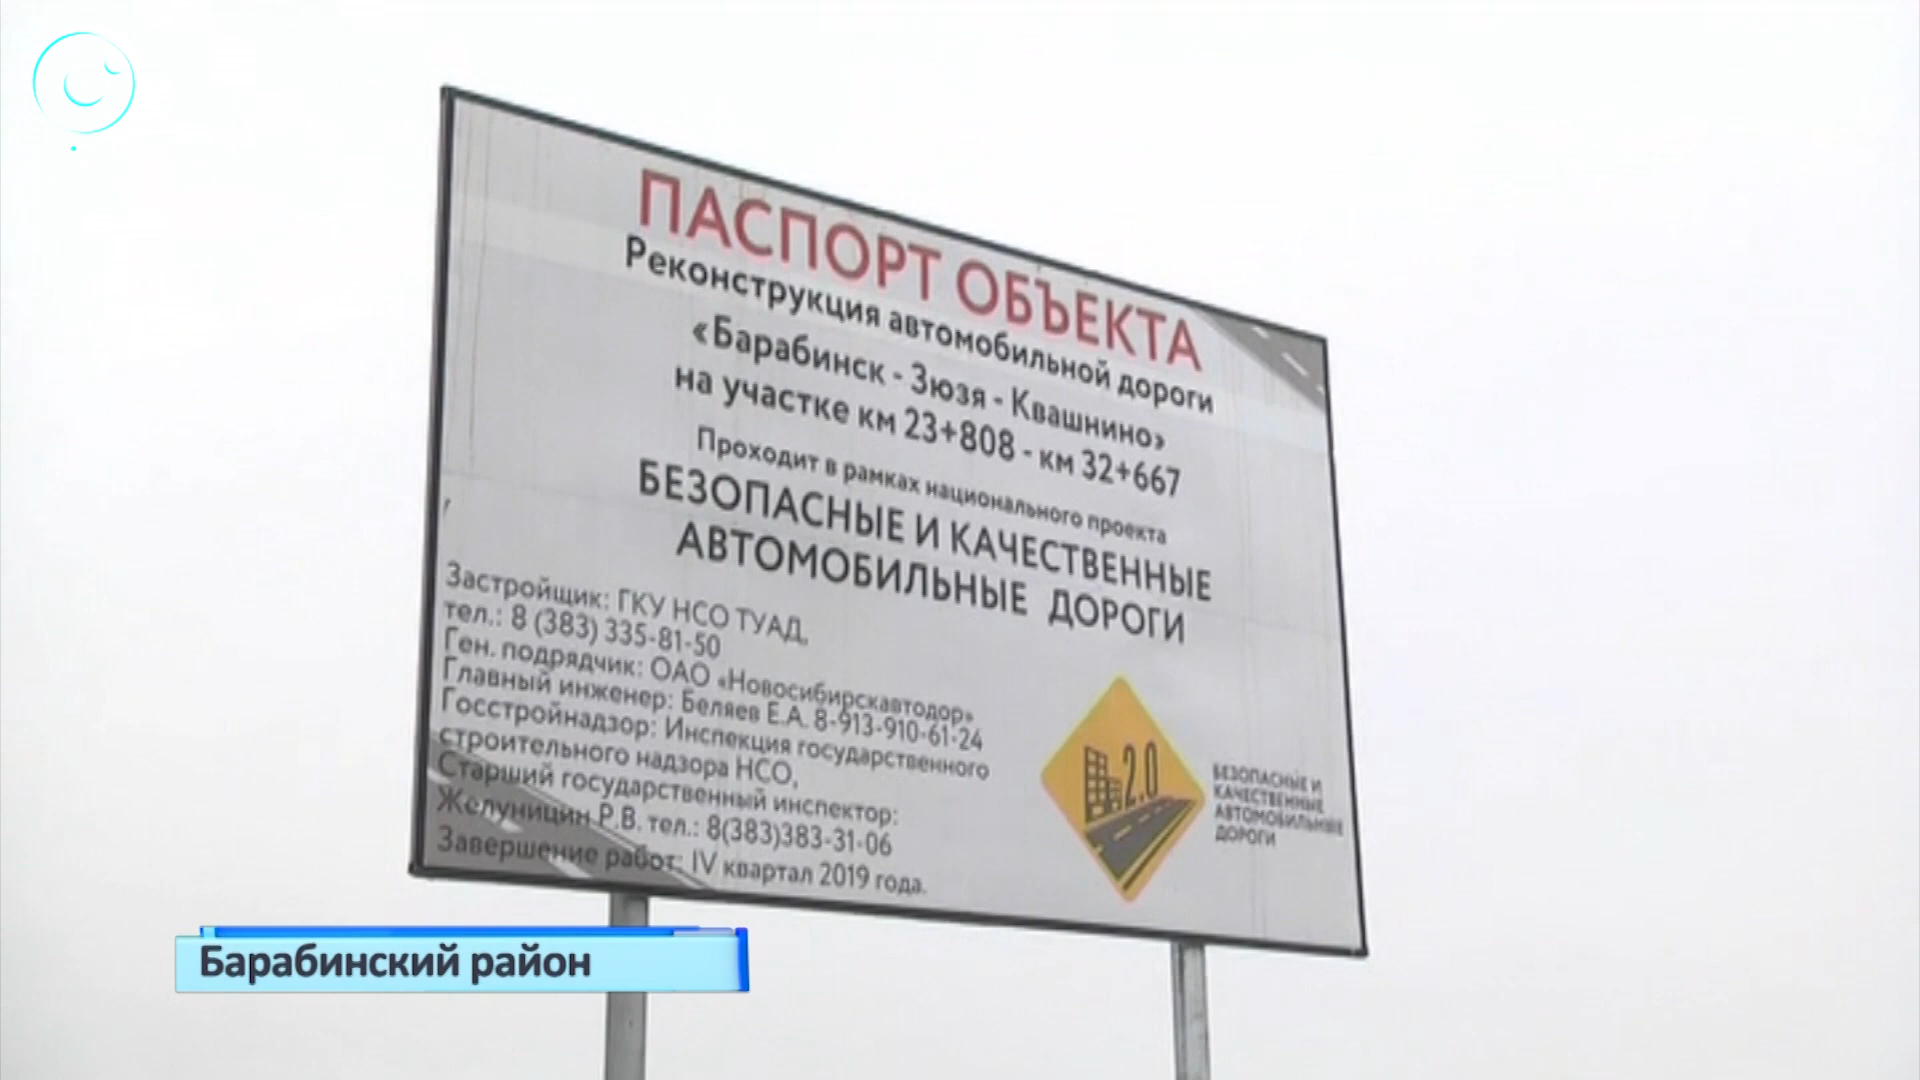 ПАСПОРТ ОБЪЕКТА
Реконструкция автомобильной дороги
«Барабинск - Зюзя - Квашнино»
на участке км 23+808 - км 32+667
Проходит в рамках национального проекта
БЕЗОПАСНЫЕ И КАЧЕСТВЕННЫЕ
АВТОМОБИЛЬНЫЕ ДОРОГИ
Застройщик: ГКУ НСО ТУАД,
тел.: 8 (383) 335-81-50
Ген. подрядчик: ОАО «Новосибирскавтодор»
Главный инженер: Беляев Е.А. 8-913-910-61-24
Госстройнадзор: Инспекция государственного
строительного надзора НСО,
Старший государственный инспектор:
Желуницин Р.В. тел.: 8(383)383-31-06
Завершение работ: IV квартал 2019 года.
2.0
БЕЗОПАСНЫЕ И
КАЧЕСТВЕННЫЕ
АВТОМОБИЛЬНЫЕ
ДОРОГИ
Барабинский район